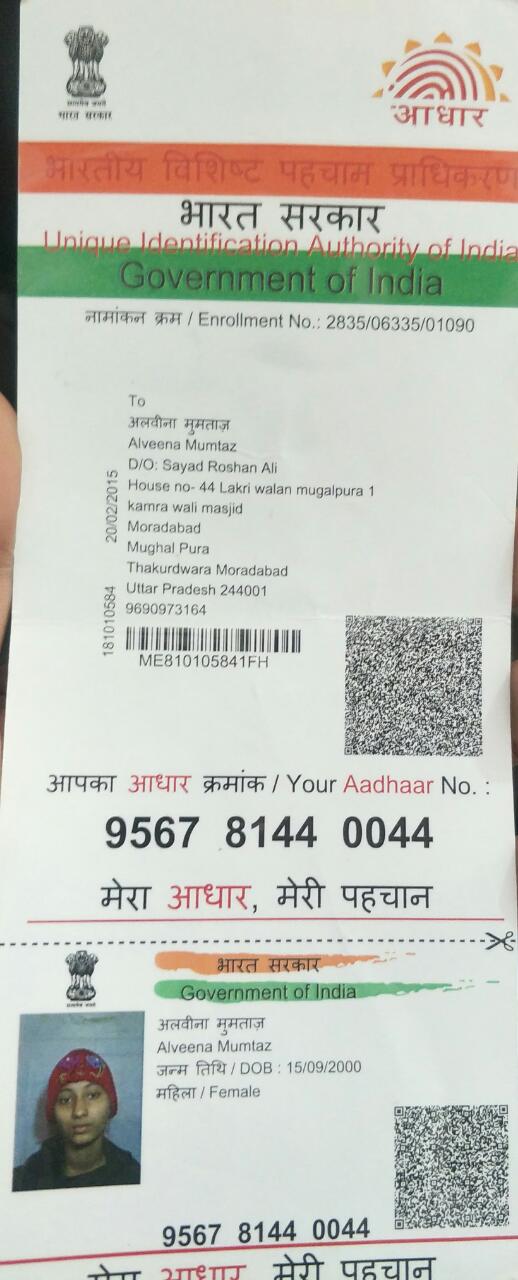 भारत सरकार
आधार
भारतीय विशिष्ट पहचाम प्राधिकरण
भारत सरकार
Unique Identification Authority of India
Government of India
नामांकन क्रम / Enrollment No.: 2835/06335/01090
To
अलवीना मुमताज़
Alveena Mumtaz
D/O: Sayad Roshan Ali
House no- 44 Lakri walan mugalpura 1
kamra wali masjid
Moradabad
Mughal Pura
Thakurdwara Moradabad
Uttar Pradesh 244001
9690973164
20/02/2015
181010584
ME810105841FH
आपका आधार क्रमांक / Your Aadhaar No. :
9567 8144 0044
मेरा आधार, मेरी पहचान
भारत सरकार
Government of India
अलवीना मुमताज़
Alveena Mumtaz
जन्म तिथि / DOB : 15/09/2000
महिला / Female
9567 8144 0044
मेरा आधार, मेरी पहचान